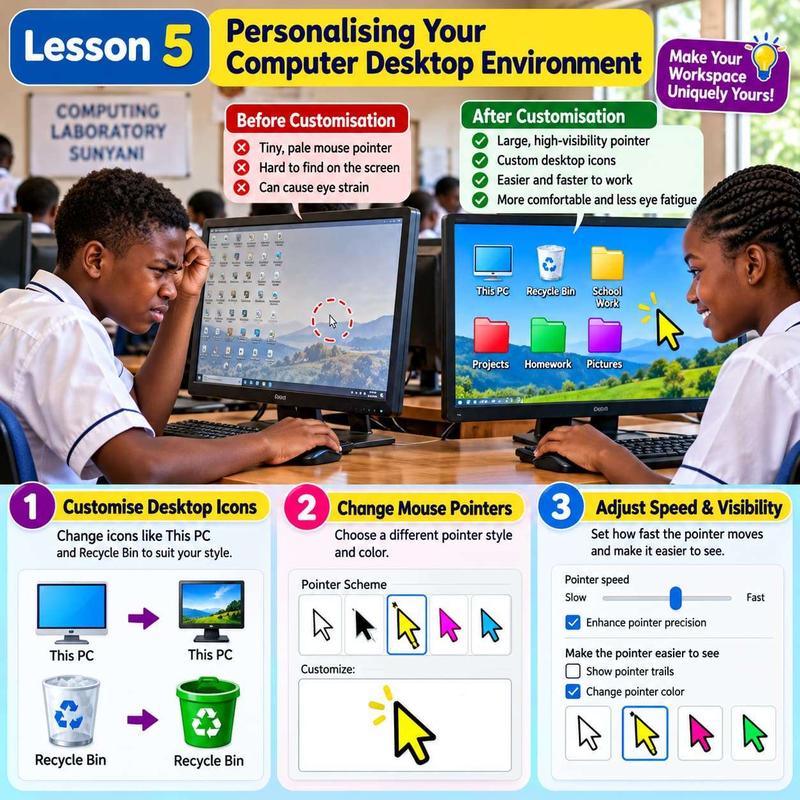 Lesson 5
Personalising Your
Computer Desktop Environment
Make Your
Workspace
Uniquely Yours!
COMPUTING
LABORATORY
SUNYANI
Before Customisation
Tiny, pale mouse pointer
Hard to find on the screen
Can cause eye strain
After Customisation
Large, high-visibility pointer
Custom desktop icons
Easier and faster to work
More comfortable and less eye fatigue
This PC
Recycle Bin
School
Work
Projects
Homework
Pictures
1 Customise Desktop Icons
Change icons like This PC
and Recycle Bin to suit your style.
This PC
This PC
Recycle Bin
Recycle Bin
2 Change Mouse Pointers
Choose a different pointer style
and color.
Pointer Scheme
Customize:
3 Adjust Speed & Visibility
Set how fast the pointer moves
and make it easier to see.
Pointer speed
Slow
Fast
Enhance pointer precision
Make the pointer easier to see
Show pointer trails
Change pointer color